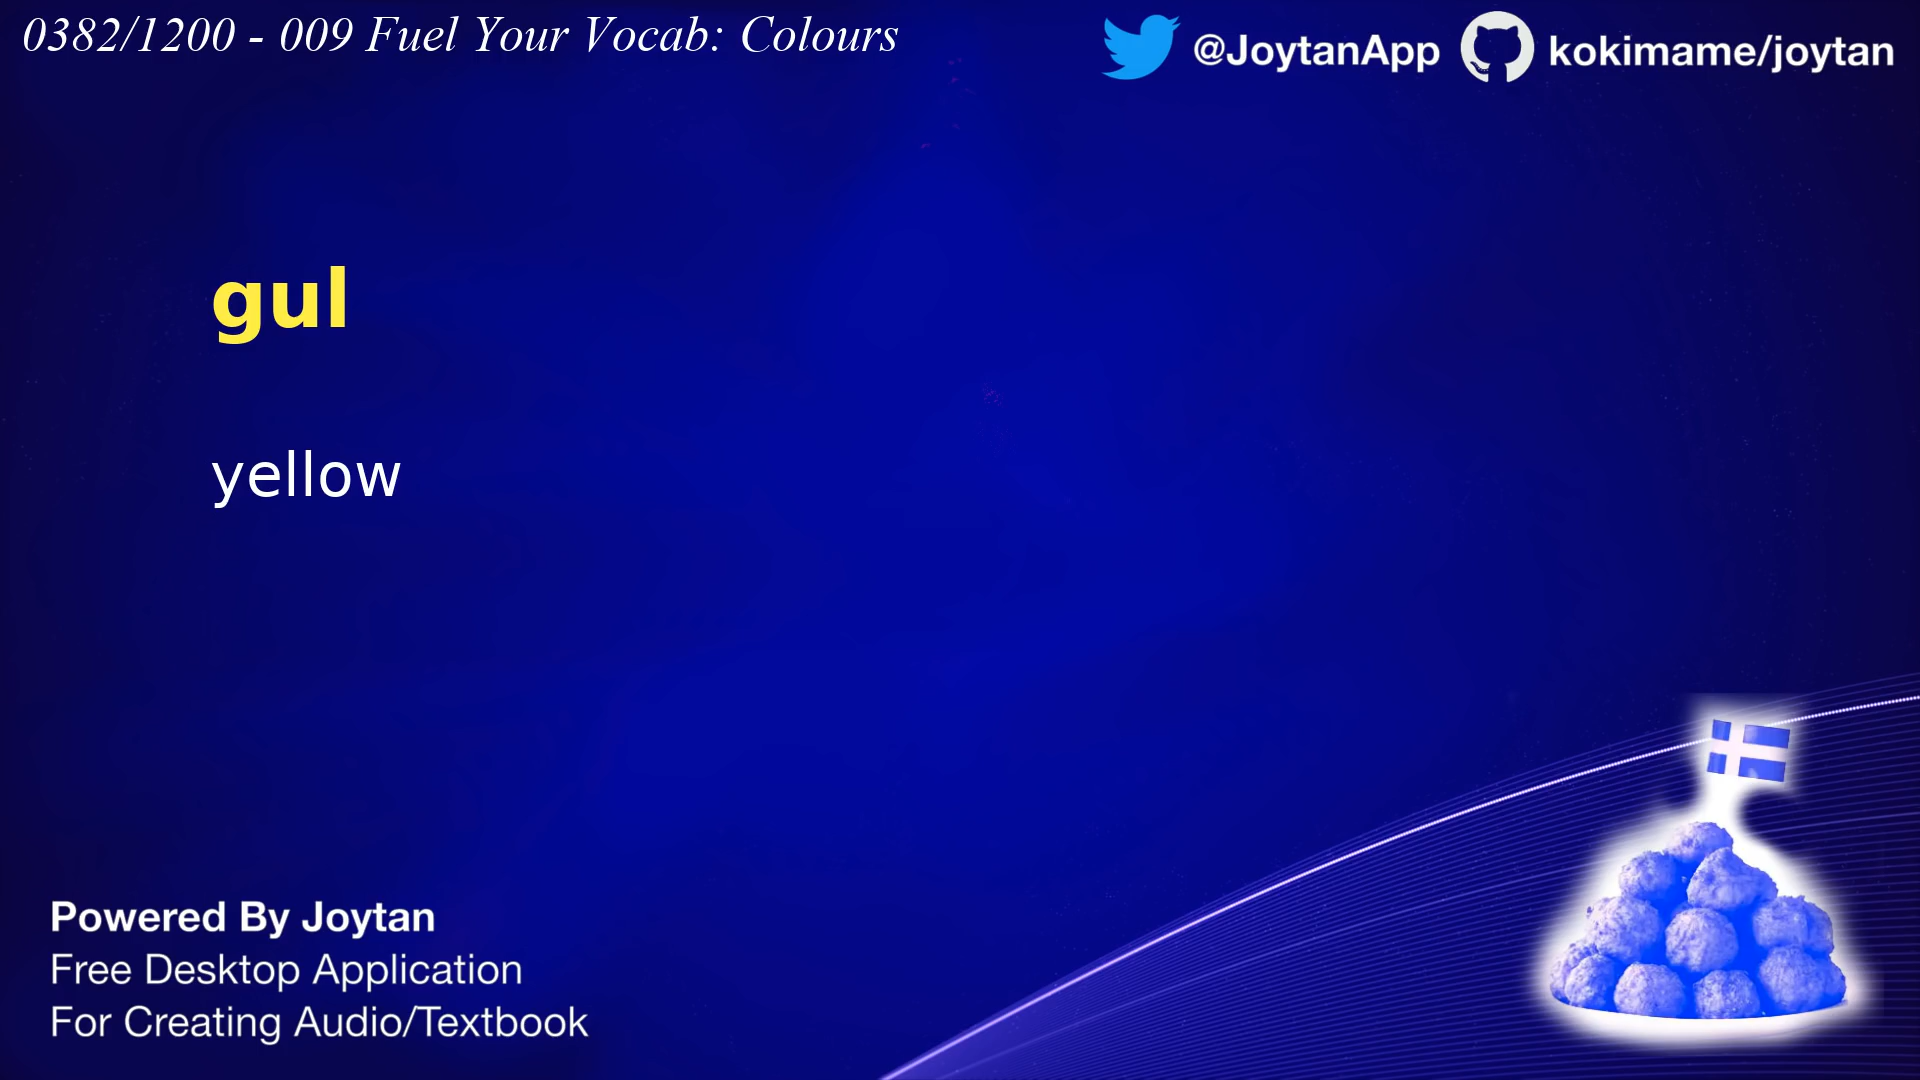 0382/1200 - 009 Fuel Your Vocab: Colours
@JoytanApp kokimame/joytan
gul
yellow
Powered By Joytan
Free Desktop Application
For Creating Audio/Textbook